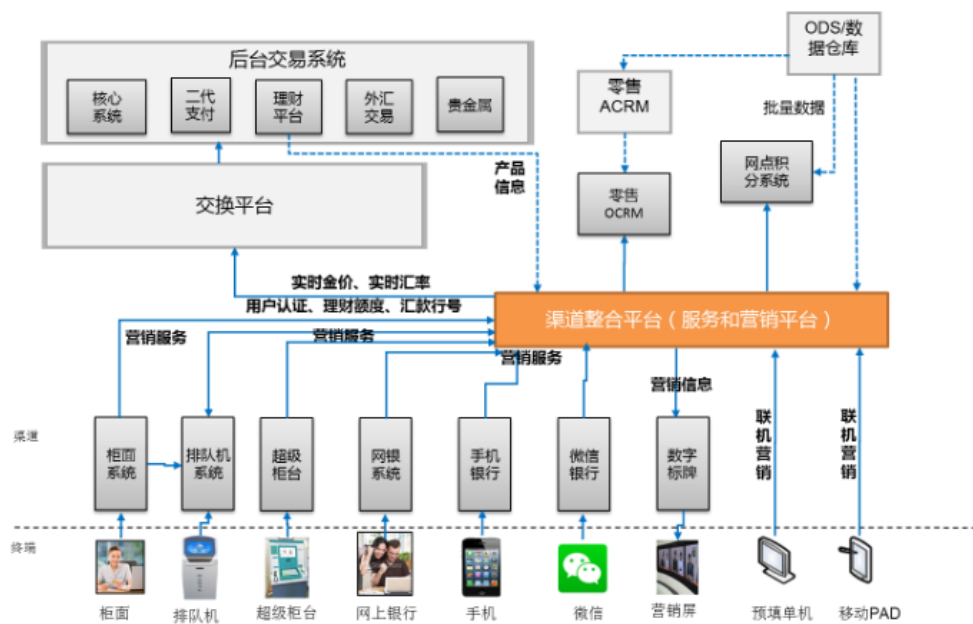 ODS/数
据仓库
后台交易系统
核心
系统
二代
支付
理财
平台
外汇
交易
贵金属
零售
ACRM
批量数据
产品
信息
网点积
分系统
交换平台
零售
OCRM
实时金价、实时汇率
用户认证、理财额度、汇款行号
渠道整合平台（服务和营销平台）
营销服务
营销服务
营销服务
营销信息
联机营销
联机营销
渠道
柜面
系统
排队机
系统
超级
柜台
网银
系统
手机
银行
微信
银行
数字
标牌
终端
柜面
排队机
超级柜台
网上银行
手机
微信
营销屏
预填单机
移动PAD